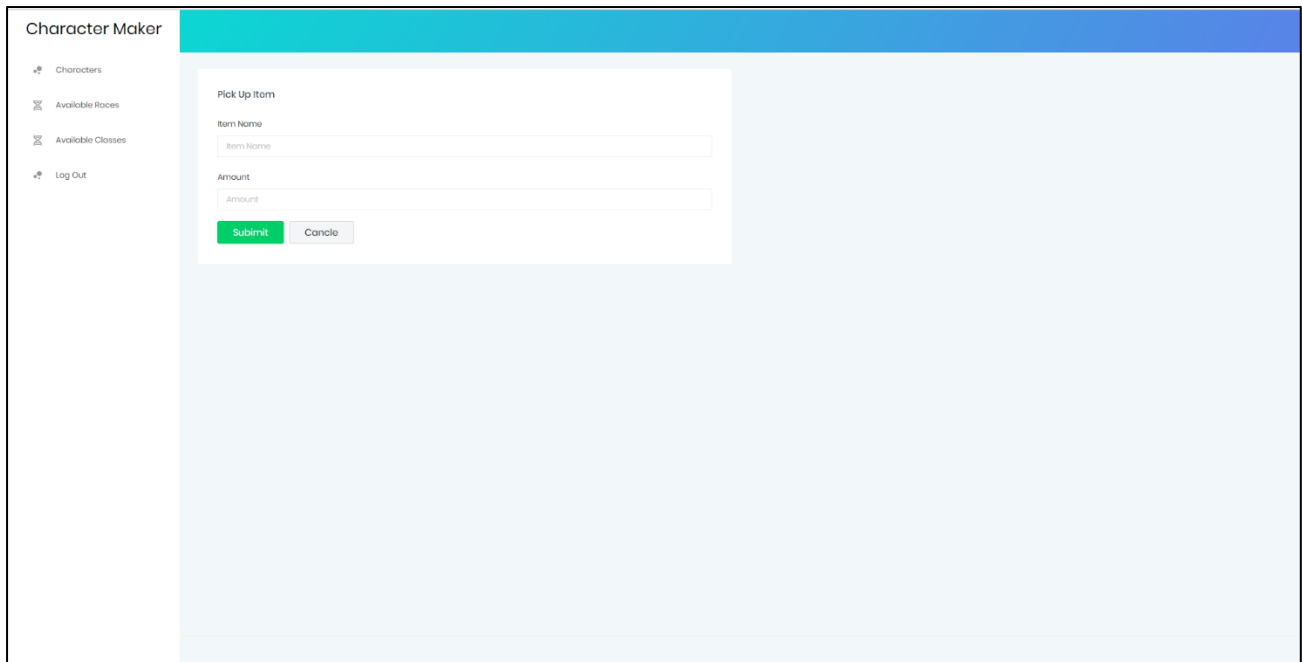 Character Maker
Characters
Available Races
Available Classes
Log Out
Pick Up Item
Item Name
Item Name
Amount
Amount
Subimit
Cancle